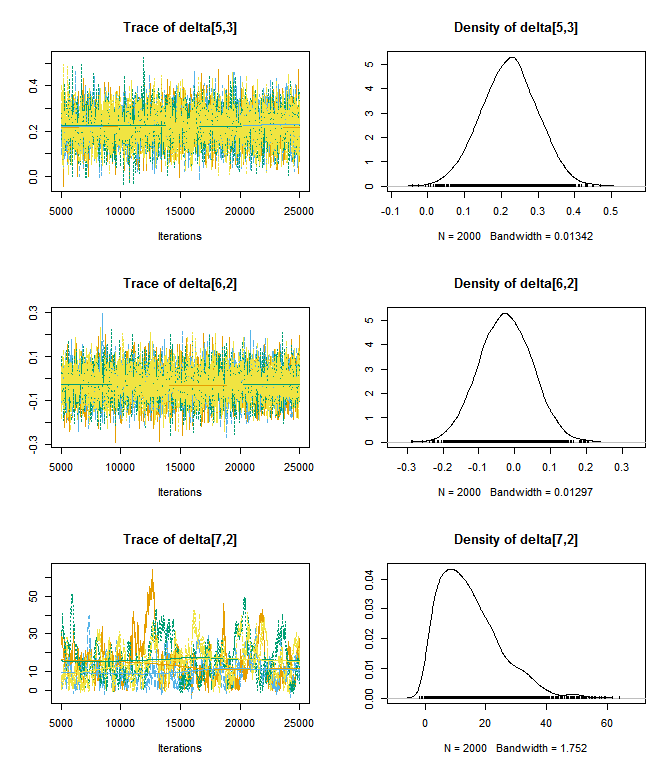 Trace of delta[5,3]
0.4
0.2
0.0
5000 10000 15000 20000 25000
Iterations
Density of delta[5,3]
5
4
3
2
1
0
-0.1 0.0 0.1 0.2 0.3 0.4 0.5
N = 2000 Bandwidth = 0.01342
Trace of delta[6,2]
0.3
0.1
-0.1
-0.3
5000 10000 15000 20000 25000
Iterations
Density of delta[6,2]
5
4
3
2
1
0
-0.3 -0.2 -0.1 0.0 0.1 0.2 0.3
N = 2000 Bandwidth = 0.01297
Trace of delta[7,2]
50
30
10
0
5000 10000 15000 20000 25000
Iterations
Density of delta[7,2]
0.04
0.03
0.02
0.01
0.00
0 20 40 60
N = 2000 Bandwidth = 1.752